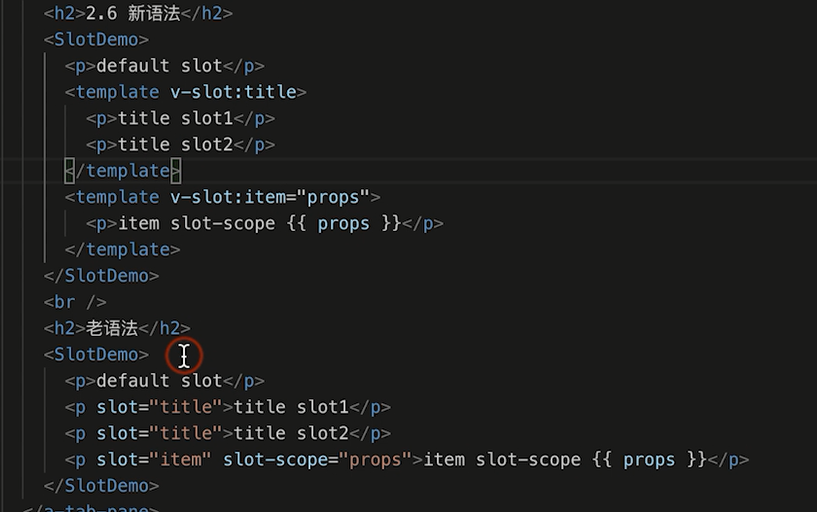 <h2>2.6 新语法</h2>
<SlotDemo>
<p>default slot</p>
<template v-slot:title>
<p>title slot1</p>
<p>title slot2</p>
</template>
<template v-slot:item="props">
<p>item slot-scope {{ props }}</p>
</template>
</SlotDemo>
<br />
<h2>老语法</h2>
<SlotDemo>
<p>default slot</p>
<p slot="title">title slot1</p>
<p slot="title">title slot2</p>
<p slot="item" slot-scope="props">item slot-scope {{ props }}</p>
</SlotDemo>
</a-tab-pane>